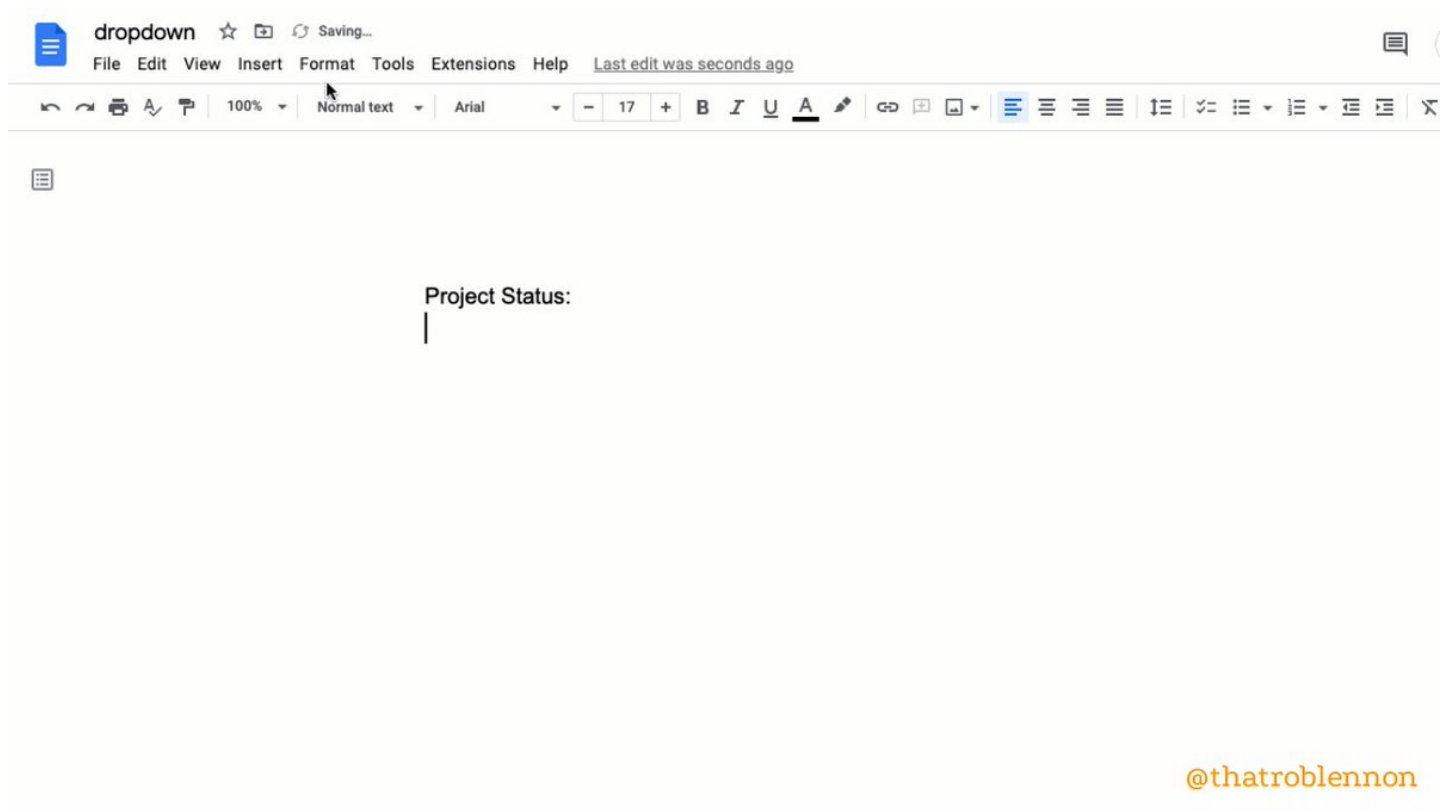 dropdown Saving...
File Edit View Insert Format Tools Extensions Help Last edit was seconds ago
100% Normal text Arial 17 B I U A
Project Status:
@thatroblennon